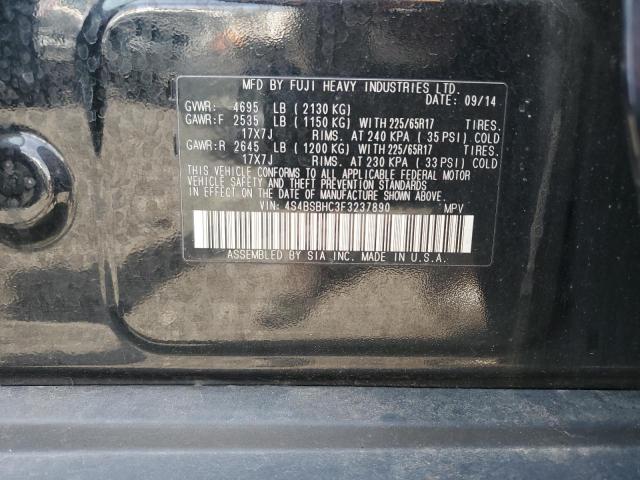 MFD BY FUJI HEAVY INDUSTRIES LTD.
DATE: 09/14
GVWR: 4695 LB ( 2130 KG)
GAWR:F 2535 LB ( 1150 KG) WITH 225/65R17 TIRES.
17X7J RIMS. AT 240 KPA ( 35 PSI) COLD
GAWR:R 2645 LB ( 1200 KG) WITH 225/65R17 TIRES.
17X7J RIMS. AT 230 KPA ( 33 PSI) COLD
THIS VEHICLE CONFORMS TO ALL APPLICABLE FEDERAL MOTOR
VEHICLE SAFETY AND THEFT PREVENTION STANDARDS IN
EFFECT ON THE DATE OF MANUFACTURE SHOWN ABOVE.
VIN: 4S4BSBHC3F3237890 MPV
ASSEMBLED BY SIA INC. MADE IN U.S.A.